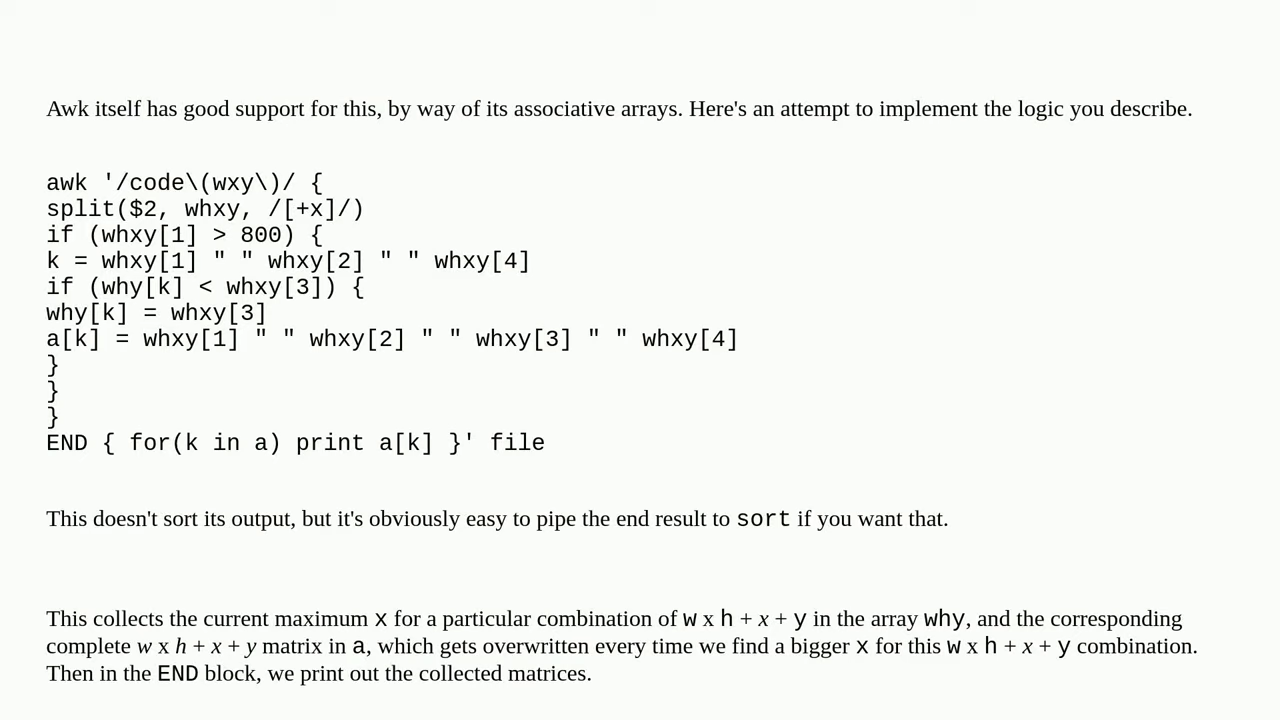 Awk itself has good support for this, by way of its associative arrays. Here's an attempt to implement the logic you describe.
awk '/code\(wxy\)/ {
split($2, whxy, /[+x]/)
if (whxy[1] > 800) {
k = whxy[1] " " whxy[2] " " whxy[4]
if (why[k] < whxy[3]) {
why[k] = whxy[3]
a[k] = whxy[1] " " whxy[2] " " whxy[3] " " whxy[4]
}
}
}
END { for(k in a) print a[k] }' file
This doesn't sort its output, but it's obviously easy to pipe the end result to sort if you want that.
This collects the current maximum x for a particular combination of w x h + x + y in the array why, and the corresponding
complete w x h + x + y matrix in a, which gets overwritten every time we find a bigger x for this w x h + x + y combination.
Then in the END block, we print out the collected matrices.